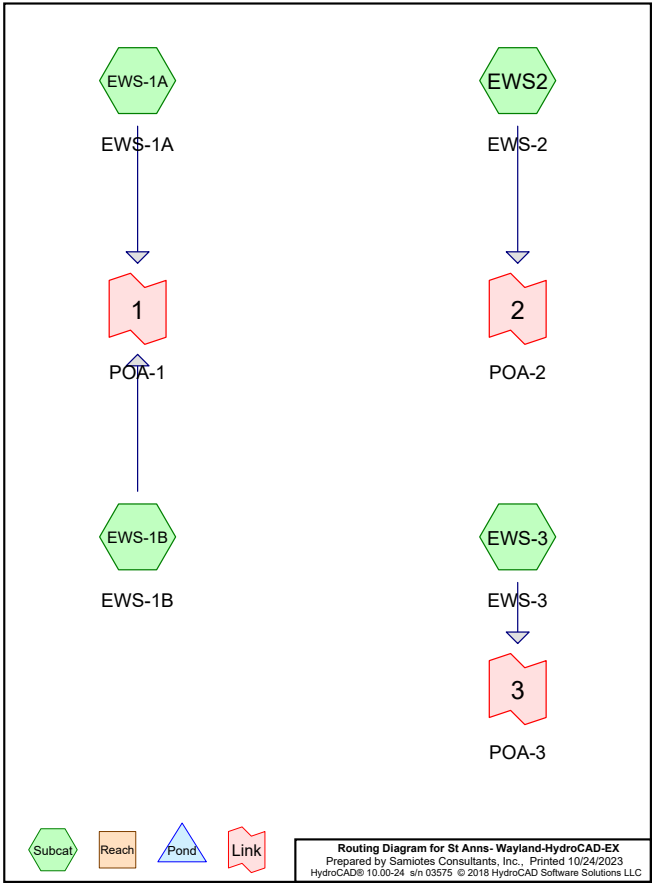 EWS-1A
EWS-1A
EWS2
EWS-2
1
POA-1
2
POA-2
EWS-1B
EWS-1B
EWS-3
EWS-3
3
POA-3
Subcat
Reach
Pond
Link
Routing Diagram for St Anns- Wayland-HydroCAD-EX
Prepared by Samiotes Consultants, Inc., Printed 10/24/2023
HydroCAD® 10.00-24 s/n 03575 © 2018 HydroCAD Software Solutions LLC